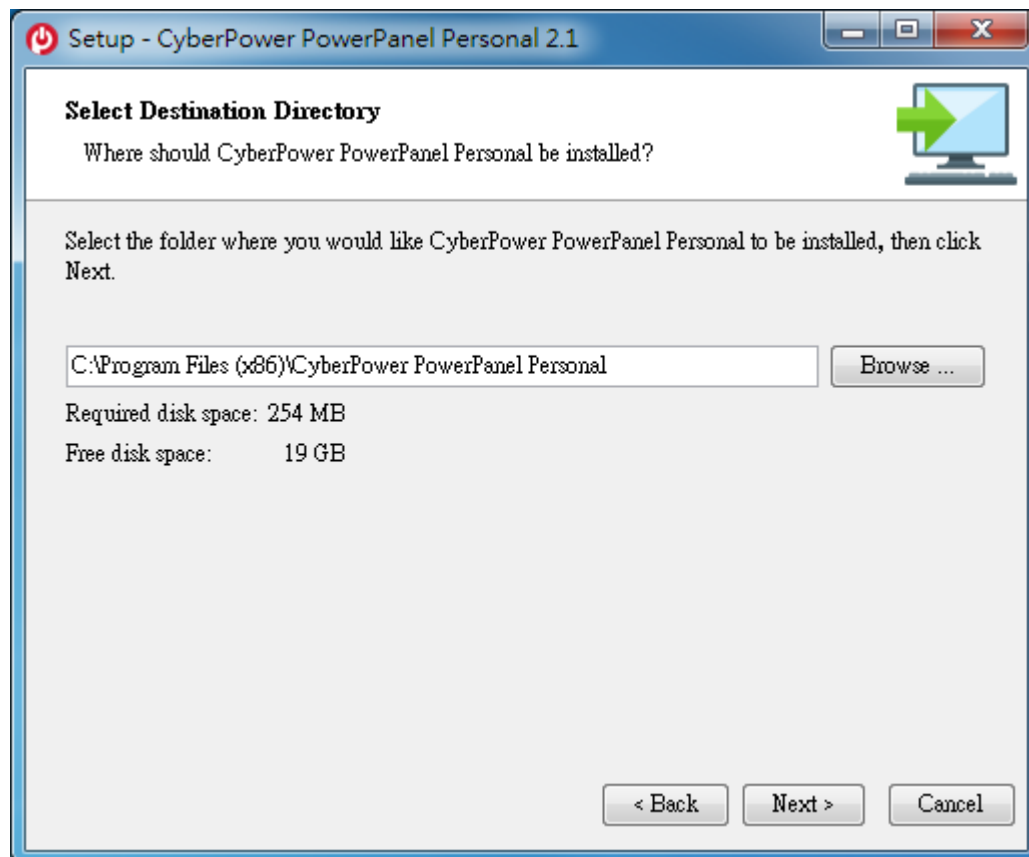 Setup - CyberPower PowerPanel Personal 2.1
Select Destination Directory
Where should CyberPower PowerPanel Personal be installed?
Select the folder where you would like CyberPower PowerPanel Personal to be installed, then click
Next.
C:\Program Files (x86)\CyberPower PowerPanel Personal
Browse ...
Required disk space: 254 MB
Free disk space: 19 GB
< Back
Next >
Cancel